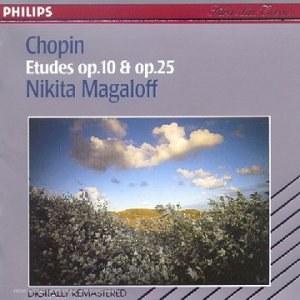 PHILIPS
Chopin
Etudes op.10 & op.25
Nikita Magaloff
DIGITALLY REMASTERED